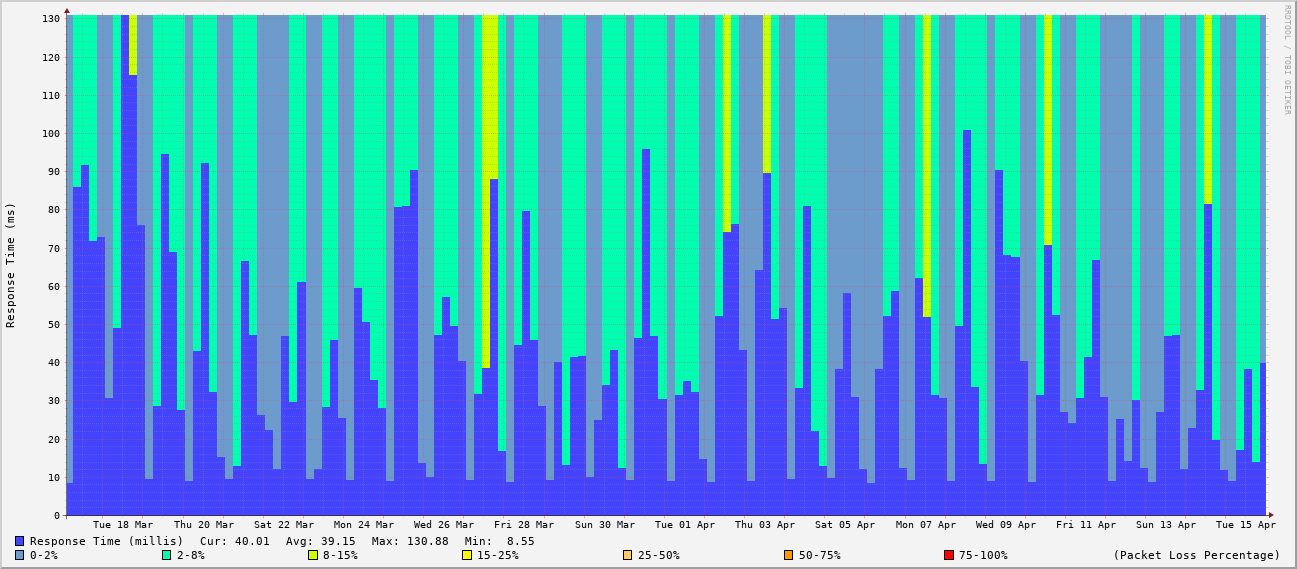 RRDTOOL / TOBI OETIKER
Response Time (ms)
130
120
110
100
90
80
70
60
50
40
30
20
10
0
Tue 18 Mar Thu 20 Mar Sat 22 Mar Mon 24 Mar Wed 26 Mar Fri 28 Mar Sun 30 Mar Tue 01 Apr Thu 03 Apr Sat 05 Apr Mon 07 Apr Wed 09 Apr Fri 11 Apr Sun 13 Apr Tue 15 Apr
Response Time (millis) Cur: 40.01 Avg: 39.15 Max: 130.88 Min: 8.55
0-2% 2-8% 8-15% 15-25% 25-50% 50-75% 75-100% (Packet Loss Percentage)